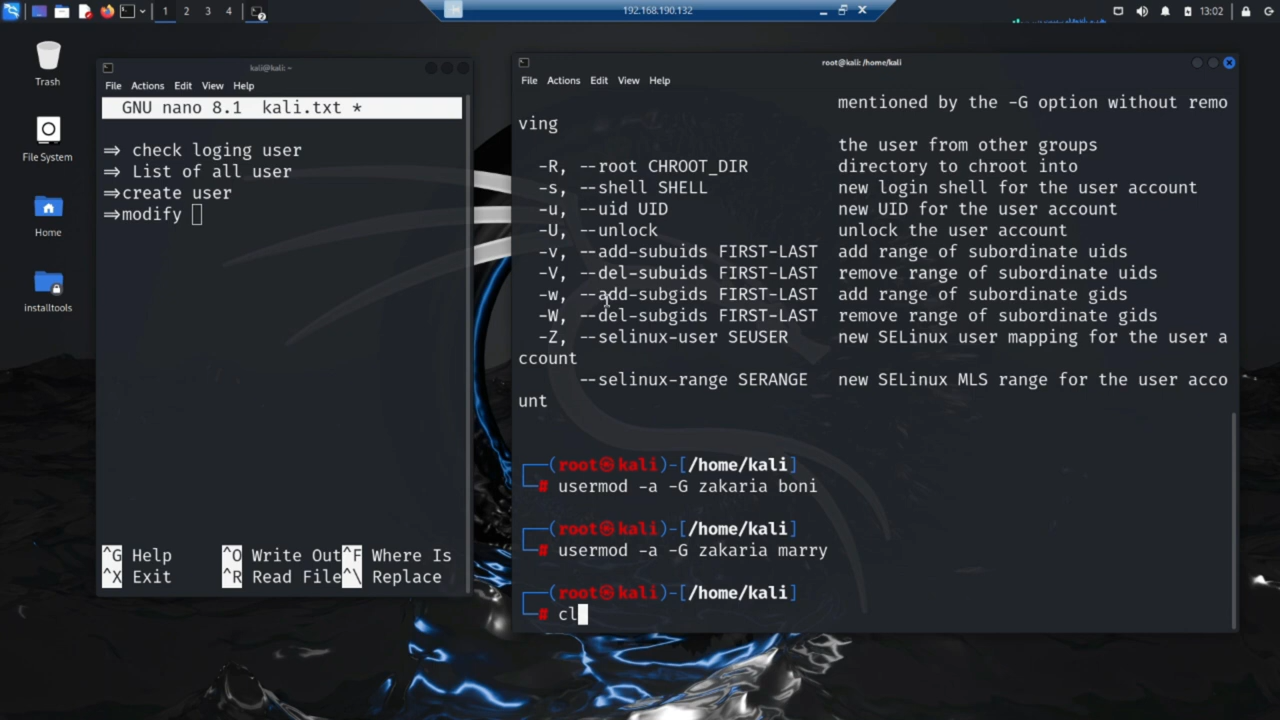 1 2 3 4
192.168.190.132
13:02
Trash
File System
Home
installtools
kali@kali: ~
File Actions Edit View Help
GNU nano 8.1 kali.txt *
⇒ check loging user
⇒ List of all user
⇒create user
⇒modify
^G Help ^O Write Out^F Where Is
^X Exit ^R Read File^\ Replace
root@kali: /home/kali
File Actions Edit View Help
mentioned by the -G option without remo
ving
the user from other groups
-R, --root CHROOT_DIR directory to chroot into
-s, --shell SHELL new login shell for the user account
-u, --uid UID new UID for the user account
-U, --unlock unlock the user account
-v, --add-subuids FIRST-LAST add range of subordinate uids
-V, --del-subuids FIRST-LAST remove range of subordinate uids
-w, --add-subgids FIRST-LAST add range of subordinate gids
-W, --del-subgids FIRST-LAST remove range of subordinate gids
-Z, --selinux-user SEUSER new SELinux user mapping for the user a
ccount
--selinux-range SERANGE new SELinux MLS range for the user acco
unt
┌──(root㉿kali)-[/home/kali]
└─# usermod -a -G zakaria boni
┌──(root㉿kali)-[/home/kali]
└─# usermod -a -G zakaria marry
┌──(root㉿kali)-[/home/kali]
└─# cl